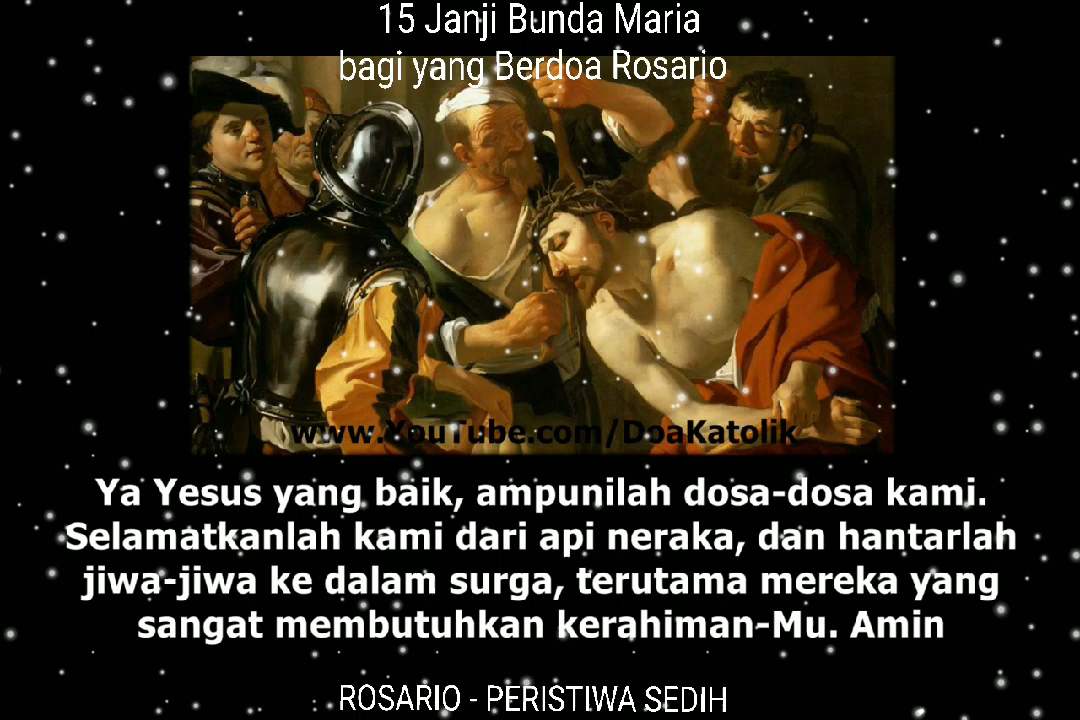 15 Janji Bunda Maria
bagi yang Berdoa Rosario
www.YouTube.com/DoaKatolik
Ya Yesus yang baik, ampunilah dosa-dosa kami.
Selamatkanlah kami dari api neraka, dan hantarlah
jiwa-jiwa ke dalam surga, terutama mereka yang
sangat membutuhkan kerahiman-Mu. Amin
ROSARIO - PERISTIWA SEDIH